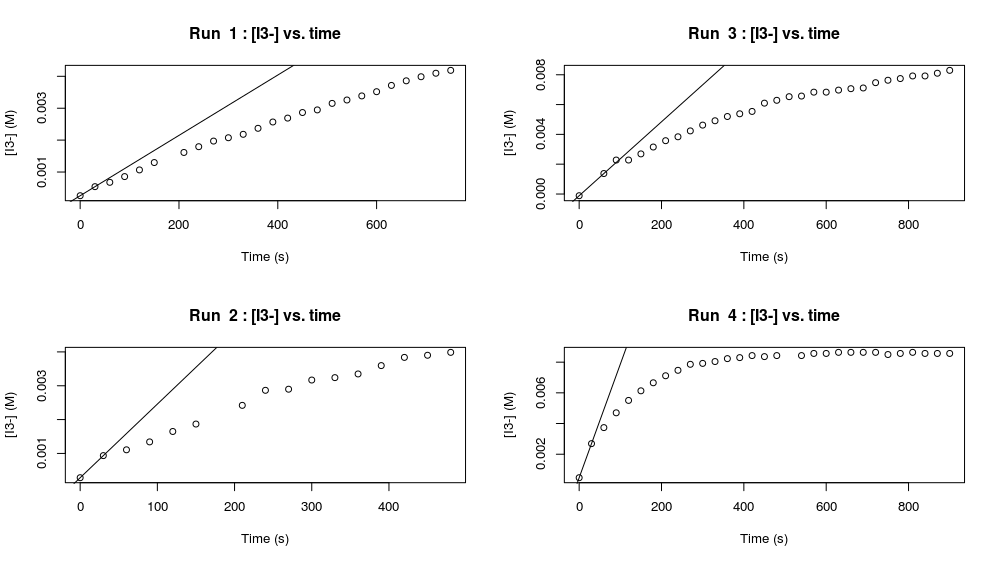 Run 1 : [I3-] vs. time
[I3-] (M)
0.003
0.001
0 200 400 600
Time (s)
Run 3 : [I3-] vs. time
[I3-] (M)
0.008
0.004
0.000
0 200 400 600 800
Time (s)
Run 2 : [I3-] vs. time
[I3-] (M)
0.003
0.001
0 100 200 300 400
Time (s)
Run 4 : [I3-] vs. time
[I3-] (M)
0.006
0.002
0 200 400 600 800
Time (s)